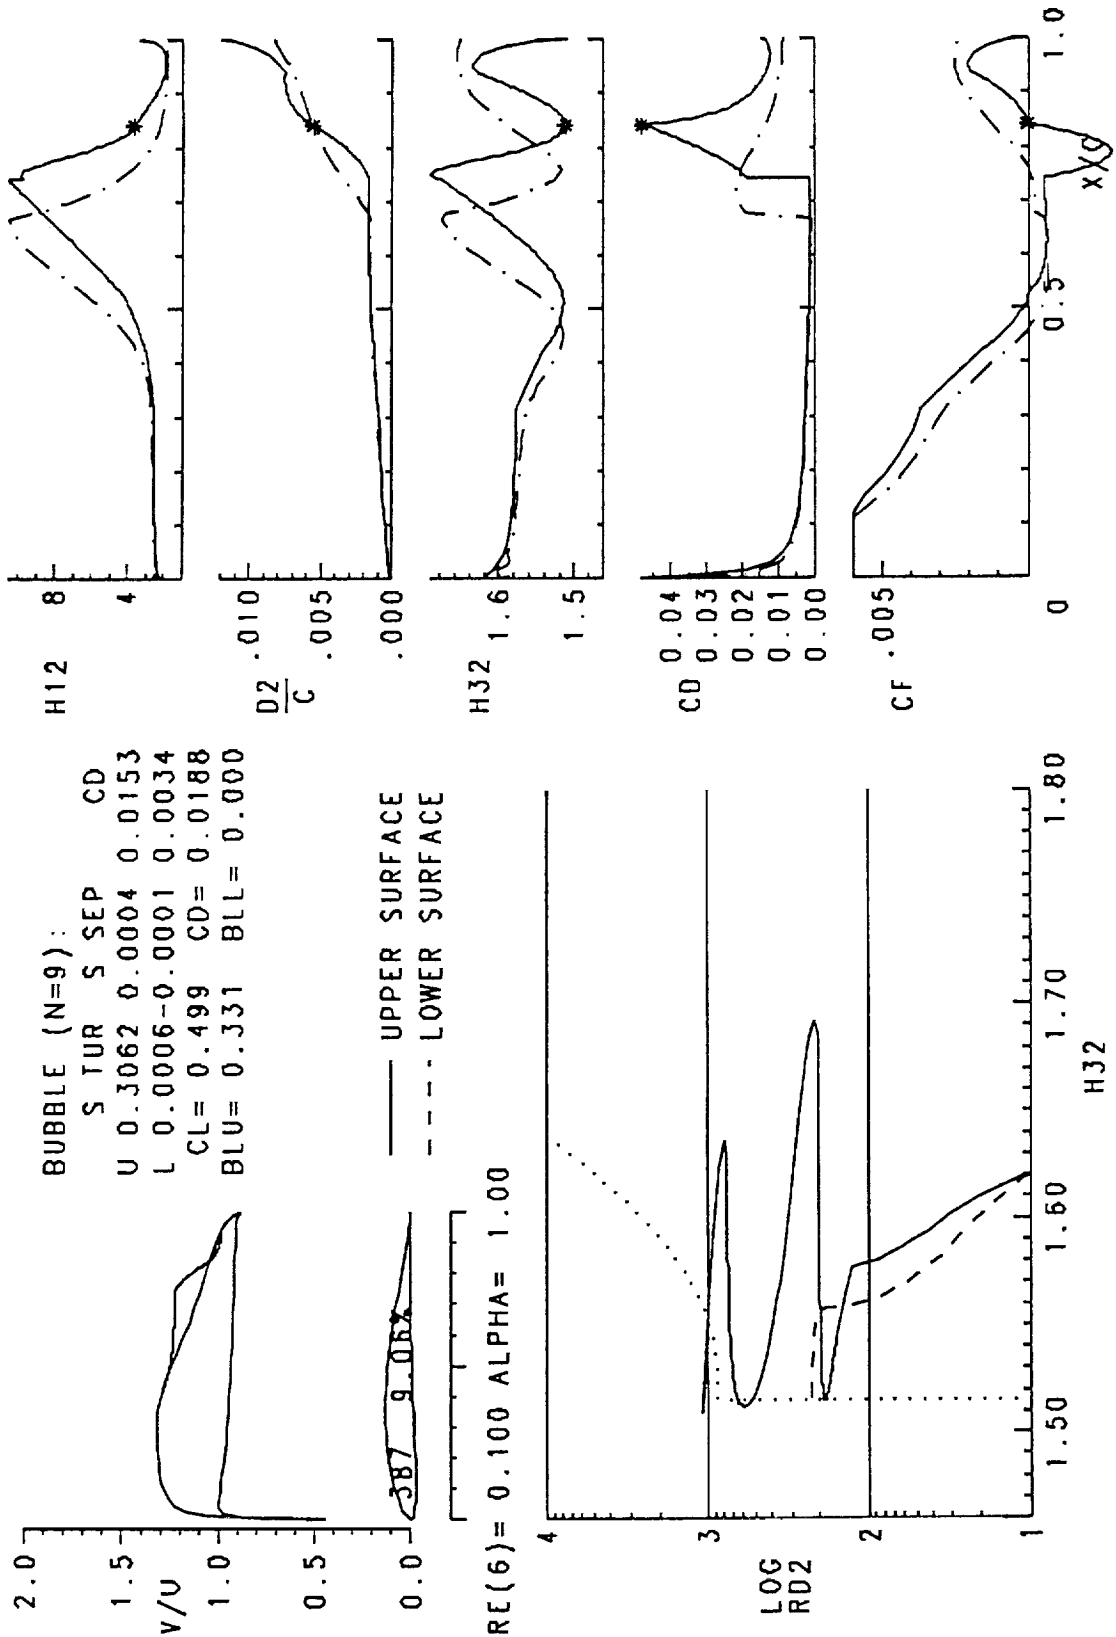 BUBBLE (N=9):
S TUR S SEP CD
U 0.3062 0.0004 0.0153
L 0.0006-0.0001 0.0034
CL= 0.499 CD= 0.0188
BLU= 0.331 BLL= 0.000
2.0
1.5
V/U
1.0
0.5
0.0
387 9.06%
UPPER SURFACE
LOWER SURFACE
RE(6)= 0.100 ALPHA= 1.00
4
3
LOG
RD2
2
1
1.50
1.60
1.70
1.80
H32
H12
8
4
D2
C
.010
.005
.000
H32
1.6
1.5
CD
0.04
0.03
0.02
0.01
0.00
CF
.005
0
0.5
X/C
1.0